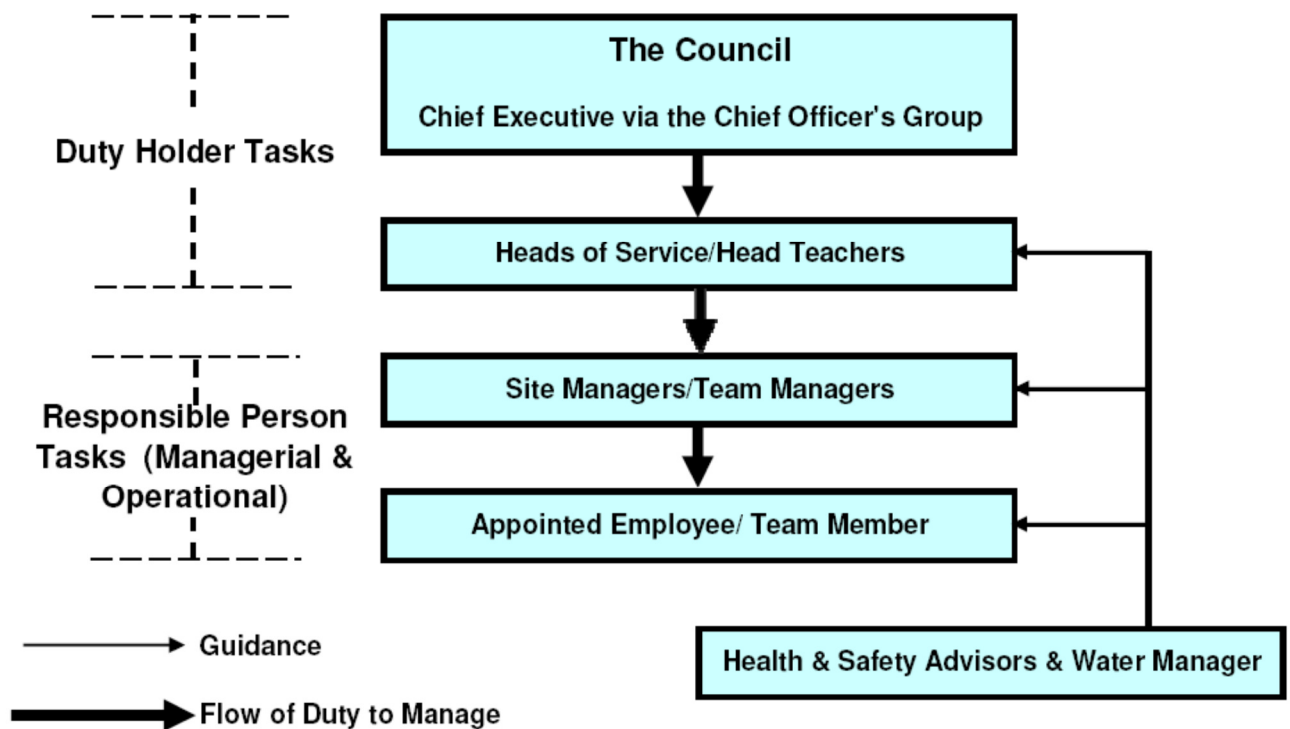 The Council
Chief Executive via the Chief Officer's Group
Duty Holder Tasks
Heads of Service/Head Teachers
Site Managers/Team Managers
Responsible Person
Tasks (Managerial &
Operational)
Appointed Employee/ Team Member
Guidance
Health & Safety Advisors & Water Manager
Flow of Duty to Manage